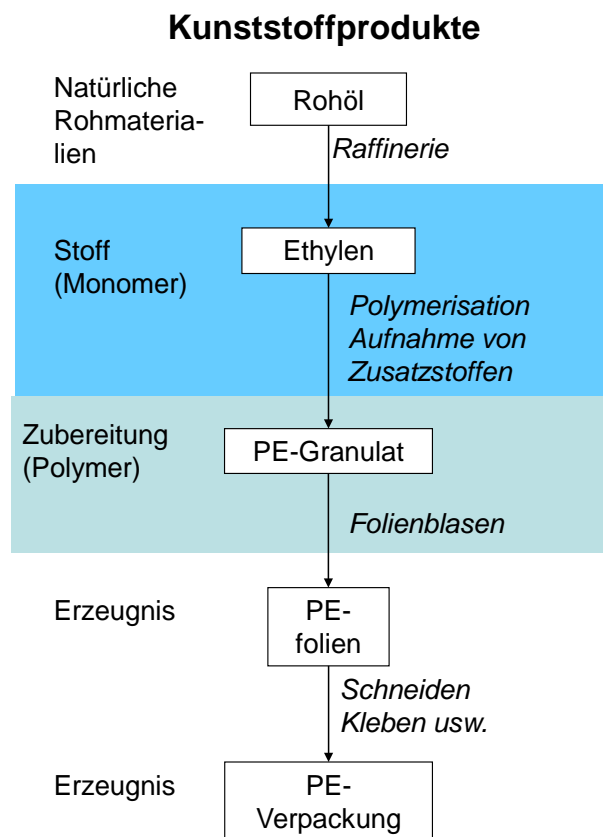 Kunststoffprodukte
Natürliche
Rohmateria-
lien
Rohöl
Raffinerie
Stoff
(Monomer)
Ethylen
Polymerisation
Aufnahme von
Zusatzstoffen
Zubereitung
(Polymer)
PE-Granulat
Folienblasen
Erzeugnis
PE-
folien
Schneiden
Kleben usw.
Erzeugnis
PE-
Verpackung